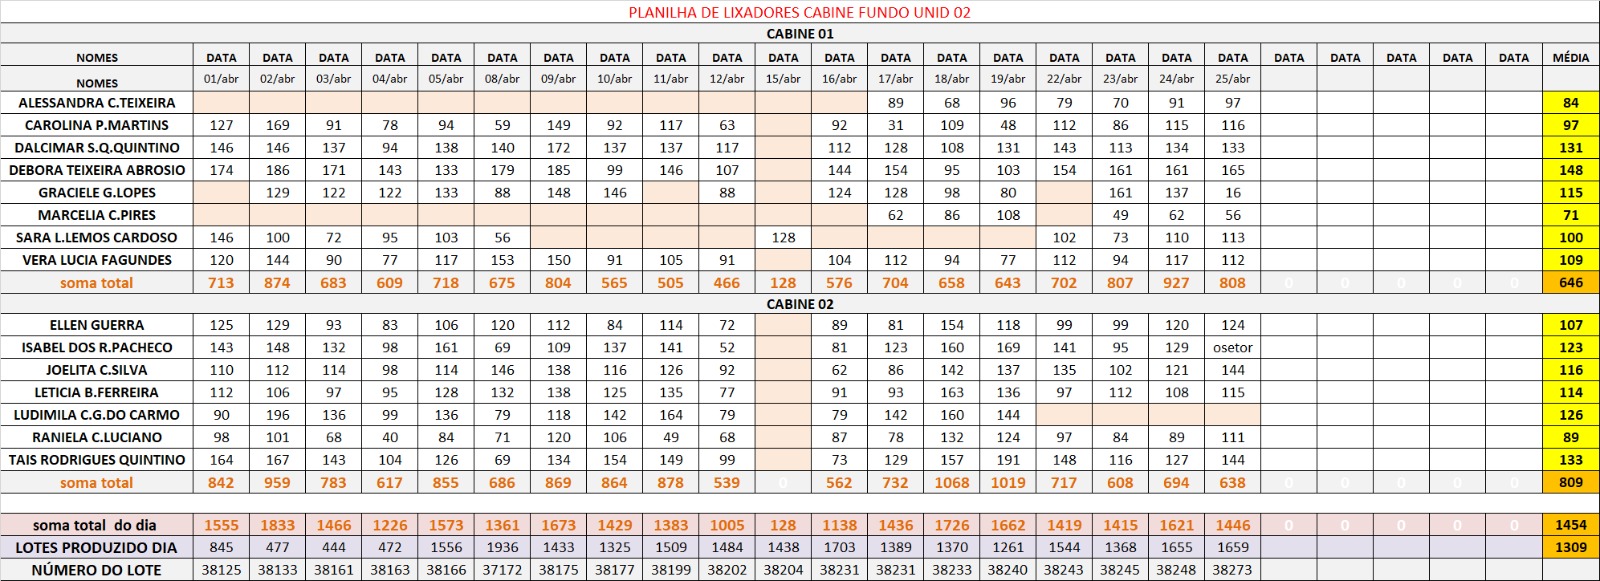 PLANILHA DE LIXADORES CABINE FUNDO UNID 02
CABINE 01
NOMES DATA DATA DATA DATA DATA DATA DATA DATA DATA DATA DATA DATA DATA DATA DATA DATA DATA DATA DATA DATA DATA DATA DATA DATA MÉDIA
NOMES 01/abr 02/abr 03/abr 04/abr 05/abr 08/abr 09/abr 10/abr 11/abr 12/abr 15/abr 16/abr 17/abr 18/abr 19/abr 22/abr 23/abr 24/abr 25/abr
ALESSANDRA C.TEIXEIRA 89 68 96 79 70 91 97 84
CAROLINA P.MARTINS 127 169 91 78 94 59 149 92 117 63 92 31 109 48 112 86 115 116 97
DALCIMAR S.Q.QUINTINO 146 146 137 94 138 140 172 137 137 117 112 128 108 131 143 113 134 133 131
DEBORA TEIXEIRA ABROSIO 174 186 171 143 133 179 185 99 146 107 144 154 95 103 154 161 161 165 148
GRACIELE G.LOPES 129 122 122 133 88 148 146 88 124 128 98 80 161 137 16 115
MARCELIA C.PIRES 62 86 108 49 62 56 71
SARA L.LEMOS CARDOSO 146 100 72 95 103 56 128 102 73 110 113 100
VERA LUCIA FAGUNDES 120 144 90 77 117 153 150 91 105 91 104 112 94 77 112 94 117 112 109
soma total 713 874 683 609 718 675 804 565 505 466 128 576 704 658 643 702 807 927 808 0 0 0 0 0 646
CABINE 02
ELLEN GUERRA 125 129 93 83 106 120 112 84 114 72 89 81 154 118 99 99 120 124 107
ISABEL DOS R.PACHECO 143 148 132 98 161 69 109 137 141 52 81 123 160 169 141 95 129 osetor 123
JOELITA C.SILVA 110 112 114 98 114 146 138 116 126 92 62 86 142 137 135 102 121 144 116
LETICIA B.FERREIRA 112 106 97 95 128 132 138 125 135 77 91 93 163 136 97 112 108 115 114
LUDIMILA C.G.DO CARMO 90 196 136 99 136 79 118 142 164 79 79 142 160 144 126
RANIELA C.LUCIANO 98 101 68 40 84 71 120 106 49 68 87 78 132 124 97 84 89 111 89
TAIS RODRIGUES QUINTINO 164 167 143 104 126 69 134 154 149 99 73 129 157 191 148 116 127 144 133
soma total 842 959 783 617 855 686 869 864 878 539 0 562 732 1068 1019 717 608 694 638 0 0 0 0 0 809
soma total do dia 1555 1833 1466 1226 1573 1361 1673 1429 1383 1005 128 1138 1436 1726 1662 1419 1415 1621 1446 0 0 0 0 0 1454
LOTES PRODUZIDO DIA 845 477 444 472 1556 1936 1433 1325 1509 1484 1438 1703 1389 1370 1261 1544 1368 1655 1659 1309
NÚMERO DO LOTE 38125 38133 38161 38163 38166 37172 38175 38177 38199 38202 38204 38231 38231 38233 38240 38243 38245 38248 38273